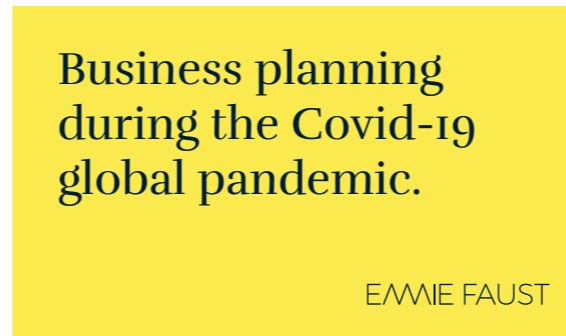 Business planning
during the Covid-19
global pandemic.
EMMIE FAUST